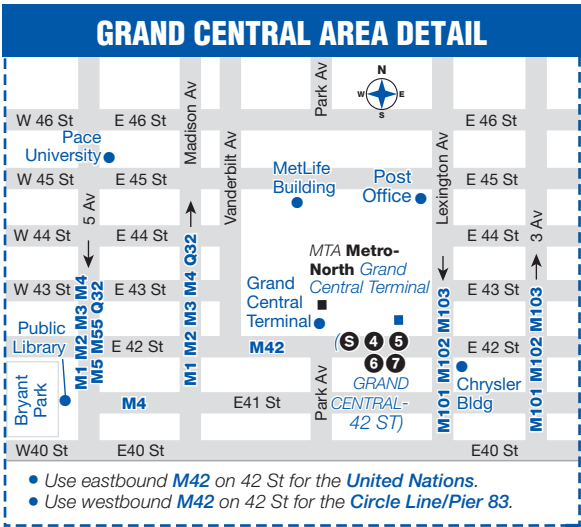 GRAND CENTRAL AREA DETAIL
N
W E
S
Park Av
Madison Av
Vanderbilt Av
Lexington Av
5 Av
3 Av
W 46 St E 46 St E 46 St
Pace
University
W 45 St E 45 St E 45 St
MetLife
Building
Post
Office
W 44 St E 44 St E 44 St
MTA Metro-
North Grand
Central Terminal
W 43 St E 43 St E 43 St
Grand
Central
Terminal
M1 M2 M3 M4
M5 M55 Q32
M1 M2 M3 M4 Q32
M101 M102 M103
M101 M102 M103
Public
Library
E 42 St M42 E 42 St
(S 4 5
6 7
GRAND
CENTRAL-
42 ST)
Chrysler
Bldg
Bryant
Park
M4 E41 St
Park Av
W40 St E40 St E40 St
• Use eastbound M42 on 42 St for the United Nations.
• Use westbound M42 on 42 St for the Circle Line/Pier 83.